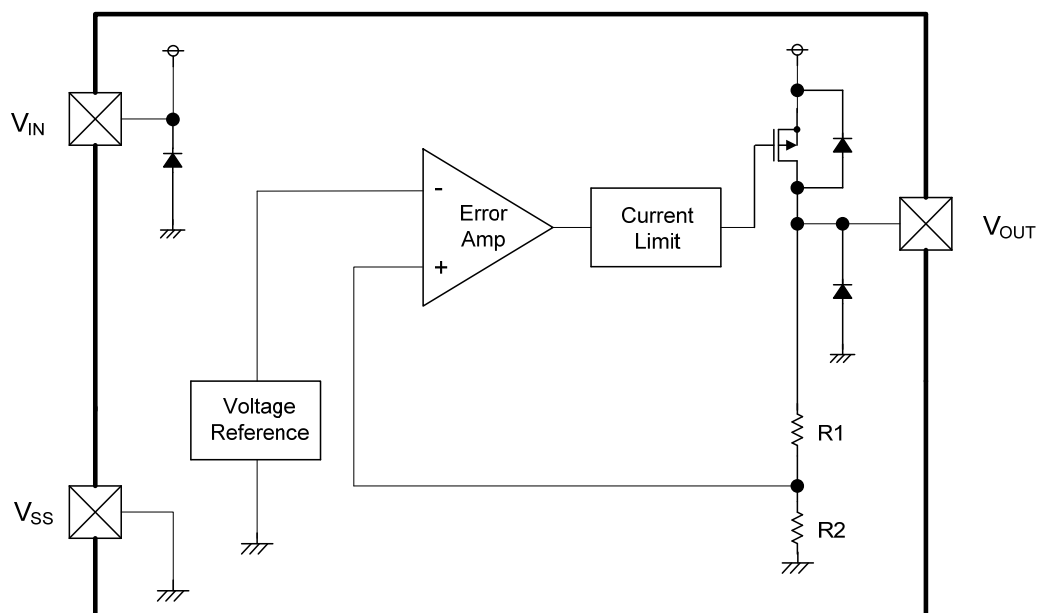 VIN
-
Error
Amp
+
Current
Limit
VOUT
Voltage
Reference
R1
VSS
R2